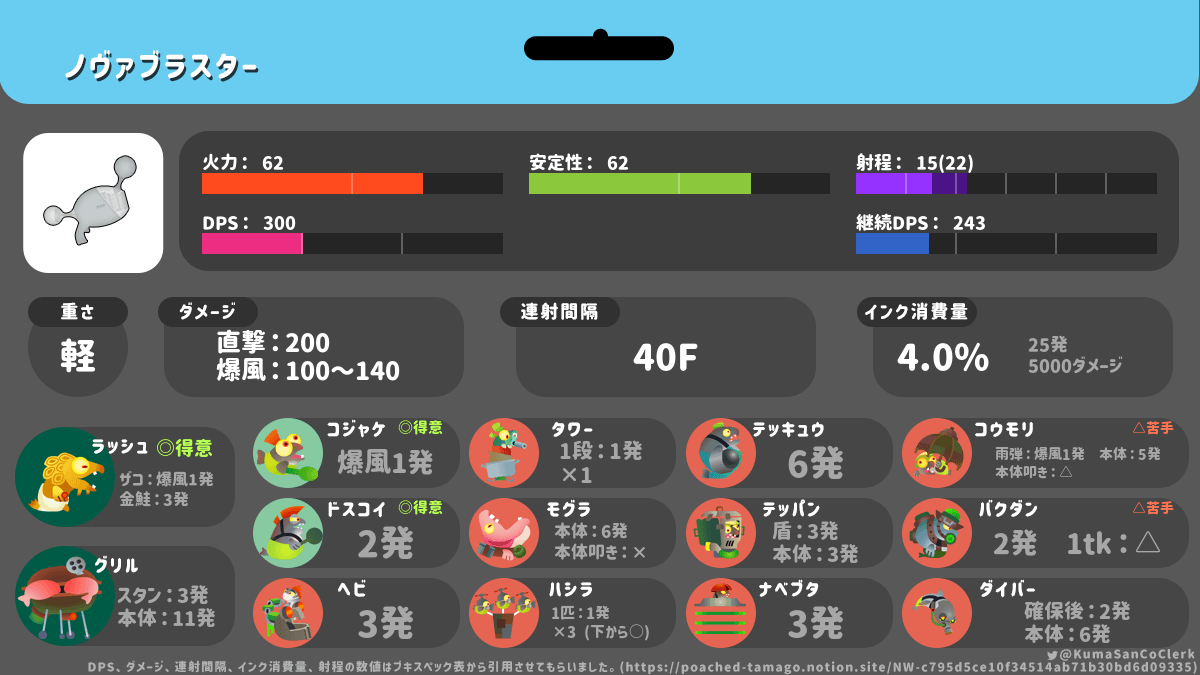 ノヴァブラスター
火力： 62
安定性： 62
射程： 15(22)
DPS： 300
継続DPS： 243
重さ
軽
ダメージ
直撃：200
爆風：100〜140
連射間隔
40F
インク消費量
4.0%
25発
5000ダメージ
ラッシュ ◎得意
ザコ：爆風1発
金鮭：3発
グリル
スタン：3発
本体：11発
コジャケ ◎得意
爆風1発
ドスコイ ◎得意
2発
ヘビ
3発
タワー
1段：1発
×1
モグラ
本体：6発
本体叩き：×
ハシラ
1匹：1発
×3 (下から○)
テッキュウ
6発
テッパン
盾：3発
本体：3発
ナベブタ
3発
コウモリ △苦手
雨弾：爆風1発 本体：5発
本体叩き：△
バクダン △苦手
2発 1tk：△
ダイバー
確保後：2発
本体：6発
@KumaSanCoClerk
DPS、ダメージ、連射間隔、インク消費量、射程の数値はブキスペック表から引用させてもらいました。(https://poached-tamago.notion.site/NW-c795d5ce10f34514ab71b30bd6d09335)